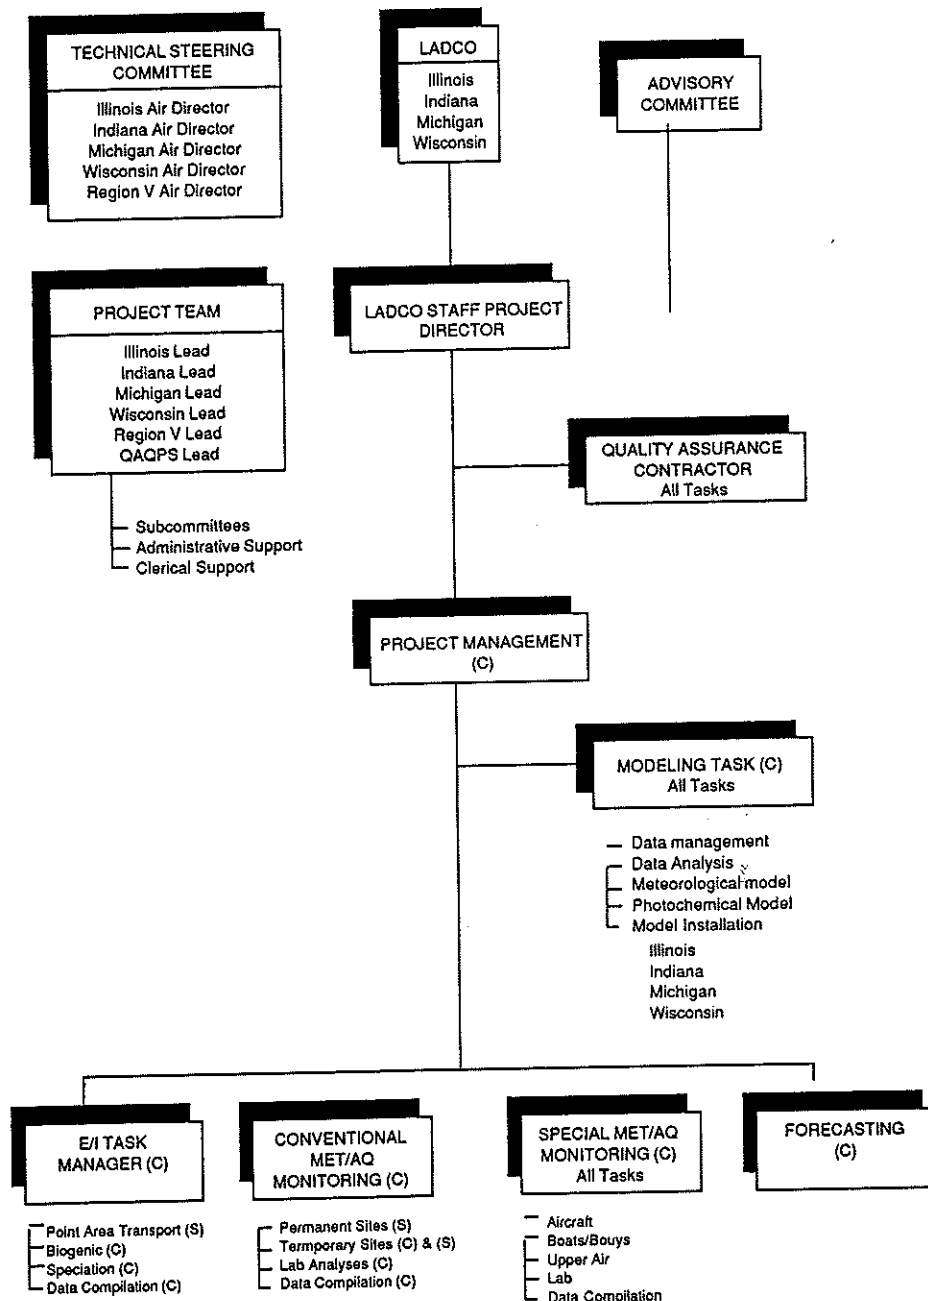 TECHNICAL STEERING
COMMITTEE
Illinois Air Director
Indiana Air Director
Michigan Air Director
Wisconsin Air Director
Region V Air Director
LADCO
Illinois
Indiana
Michigan
Wisconsin
ADVISORY
COMMITTEE
PROJECT TEAM
Illinois Lead
Indiana Lead
Michigan Lead
Wisconsin Lead
Region V Lead
QAQPS Lead
Subcommittees
Administrative Support
Clerical Support
LADCO STAFF PROJECT
DIRECTOR
QUALITY ASSURANCE
CONTRACTOR
All Tasks
PROJECT MANAGEMENT
(C)
MODELING TASK (C)
All Tasks
Data management
Data Analysis
Meteorological model
Photochemical Model
Model Installation
Illinois
Indiana
Michigan
Wisconsin
E/I TASK
MANAGER (C)
Point Area Transport (S)
Biogenic (C)
Speciation (C)
Data Compilation (C)
CONVENTIONAL
MET/AQ
MONITORING (C)
Permanent Sites (S)
Termporary Sites (C) & (S)
Lab Analyses (C)
Data Compilation (C)
SPECIAL MET/AQ
MONITORING (C)
All Tasks
Aircraft
Boats/Bouys
Upper Air
Lab
Data Compilation
FORECASTING
(C)